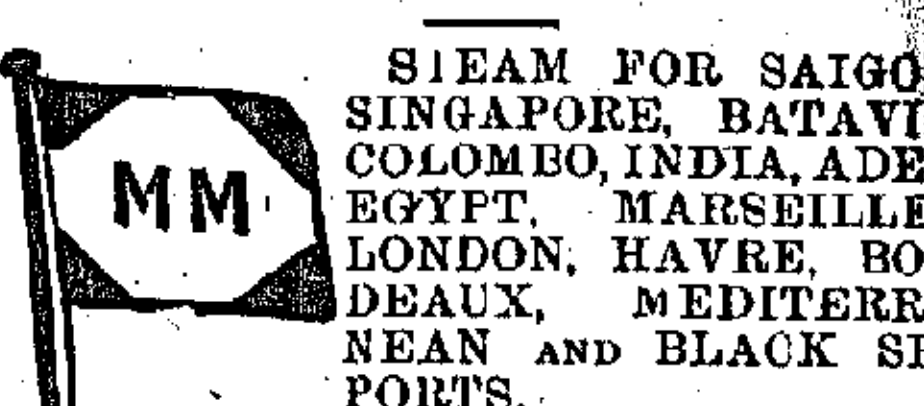 MM
STEAM FOR SAIGO
SINGAPORE, BATAVI
COLOMBO, INDIA, ADE
EGYPT, MARSEILLE
LONDON, HAVRE, BO
DEAUX, MEDITERR
NEAN AND BLACK SE
PORTS.